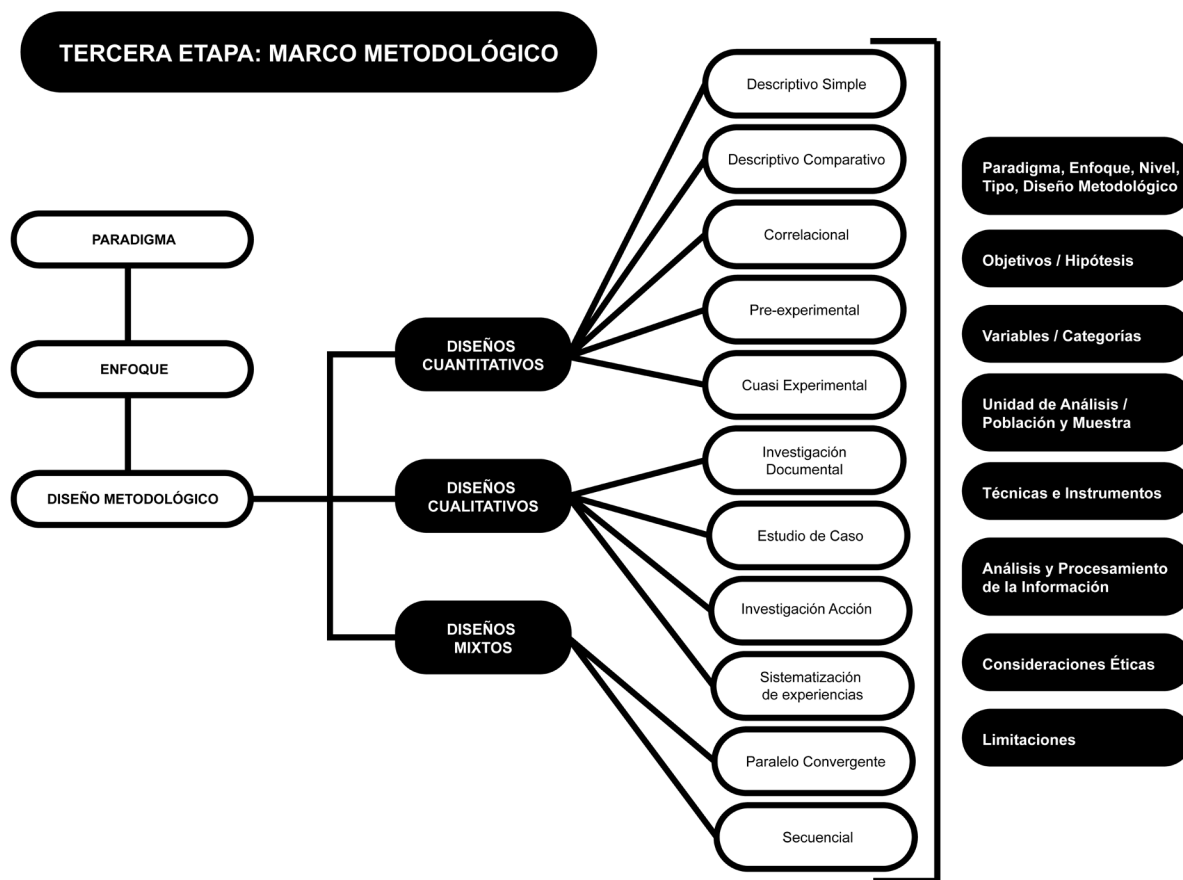 TERCERA ETAPA: MARCO METODOLÓGICO
PARADIGMA
ENFOQUE
DISEÑO METODOLÓGICO
DISEÑOS
CUANTITATIVOS
DISEÑOS
CUALITATIVOS
DISEÑOS
MIXTOS
Descriptivo Simple
Descriptivo Comparativo
Correlacional
Pre-experimental
Cuasi Experimental
Investigación
Documental
Estudio de Caso
Investigación Acción
Sistematización
de experiencias
Paralelo Convergente
Secuencial
Paradigma, Enfoque, Nivel,
Tipo, Diseño Metodológico
Objetivos / Hipótesis
Variables / Categorías
Unidad de Análisis /
Población y Muestra
Técnicas e Instrumentos
Análisis y Procesamiento
de la Información
Consideraciones Éticas
Limitaciones